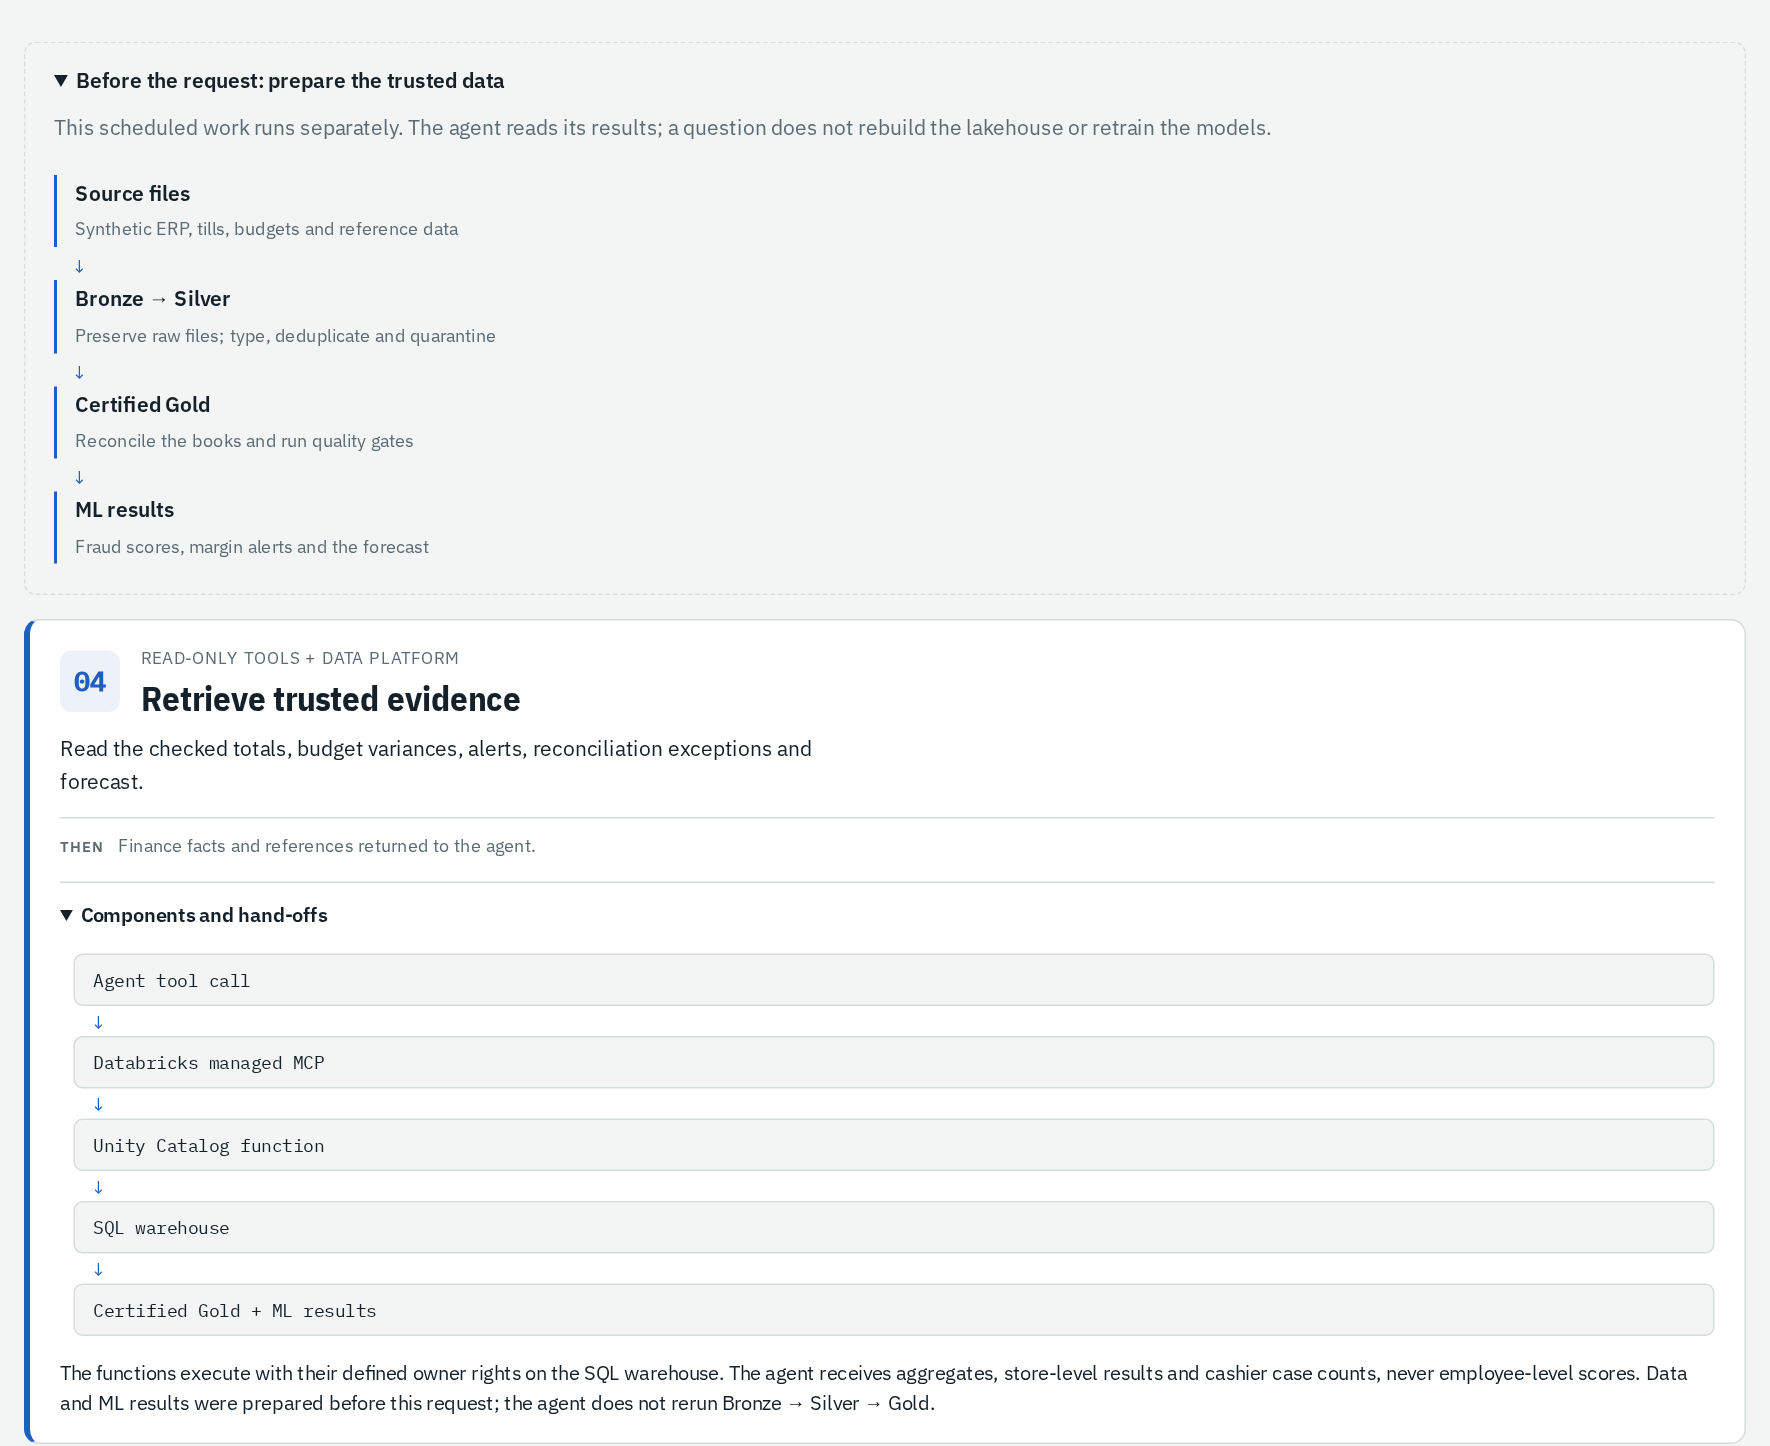 ▼ Before the request: prepare the trusted data
This scheduled work runs separately. The agent reads its results; a question does not rebuild the lakehouse or retrain the models.
Source files
Synthetic ERP, tills, budgets and reference data
↓
Bronze → Silver
Preserve raw files; type, deduplicate and quarantine
↓
Certified Gold
Reconcile the books and run quality gates
↓
ML results
Fraud scores, margin alerts and the forecast
04
READ-ONLY TOOLS + DATA PLATFORM
Retrieve trusted evidence
Read the checked totals, budget variances, alerts, reconciliation exceptions and
forecast.
THEN Finance facts and references returned to the agent.
▼ Components and hand-offs
Agent tool call
↓
Databricks managed MCP
↓
Unity Catalog function
↓
SQL warehouse
↓
Certified Gold + ML results
The functions execute with their defined owner rights on the SQL warehouse. The agent receives aggregates, store-level results and cashier case counts, never employee-level scores. Data
and ML results were prepared before this request; the agent does not rerun Bronze → Silver → Gold.